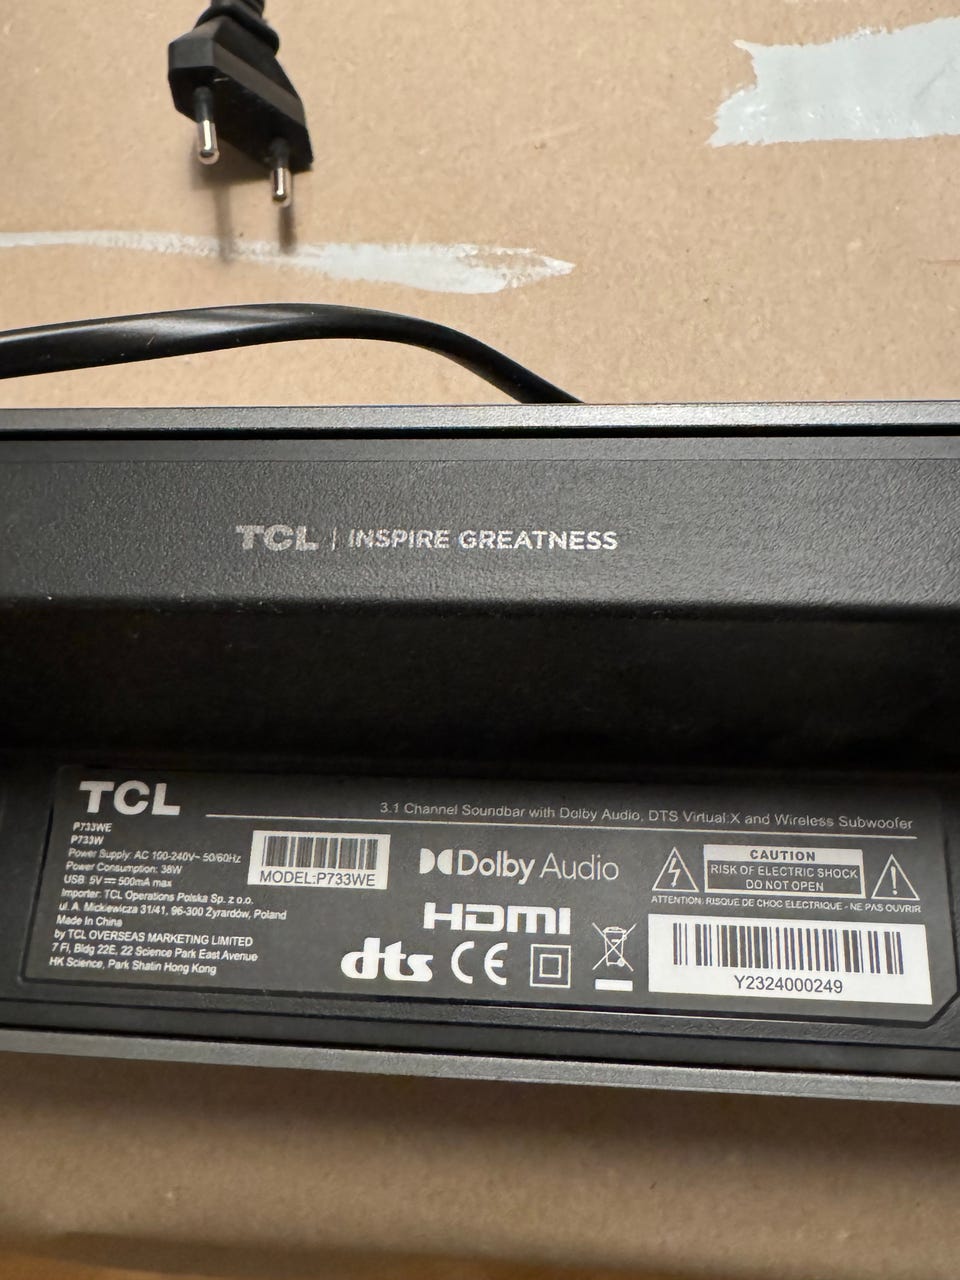 TCL | INSPIRE GREATNESS
TCL
3.1 Channel Soundbar with Dolby Audio, DTS Virtual:X and Wireless Subwoofer
P733WE
P733W
Power Supply: AC 100-240V~ 50/60Hz
Power Consumption: 38W
USB 5V⎓500mA max
Importer: TCL Operations Polska Sp. z o.o.
ul. A. Mickiewicza 31/41, 96-300 Żyrardów, Poland
Made In China
by TCL OVERSEAS MARKETING LIMITED
7 Fl, Bldg 22E, 22 Science Park East Avenue
HK Science, Park Shatin Hong Kong
MODEL:P733WE
Dolby Audio
HDMI
dts CE
CAUTION
RISK OF ELECTRIC SHOCK
DO NOT OPEN
ATTENTION: RISQUE DE CHOC ELECTRIQUE - NE PAS OUVRIR
Y2324000249